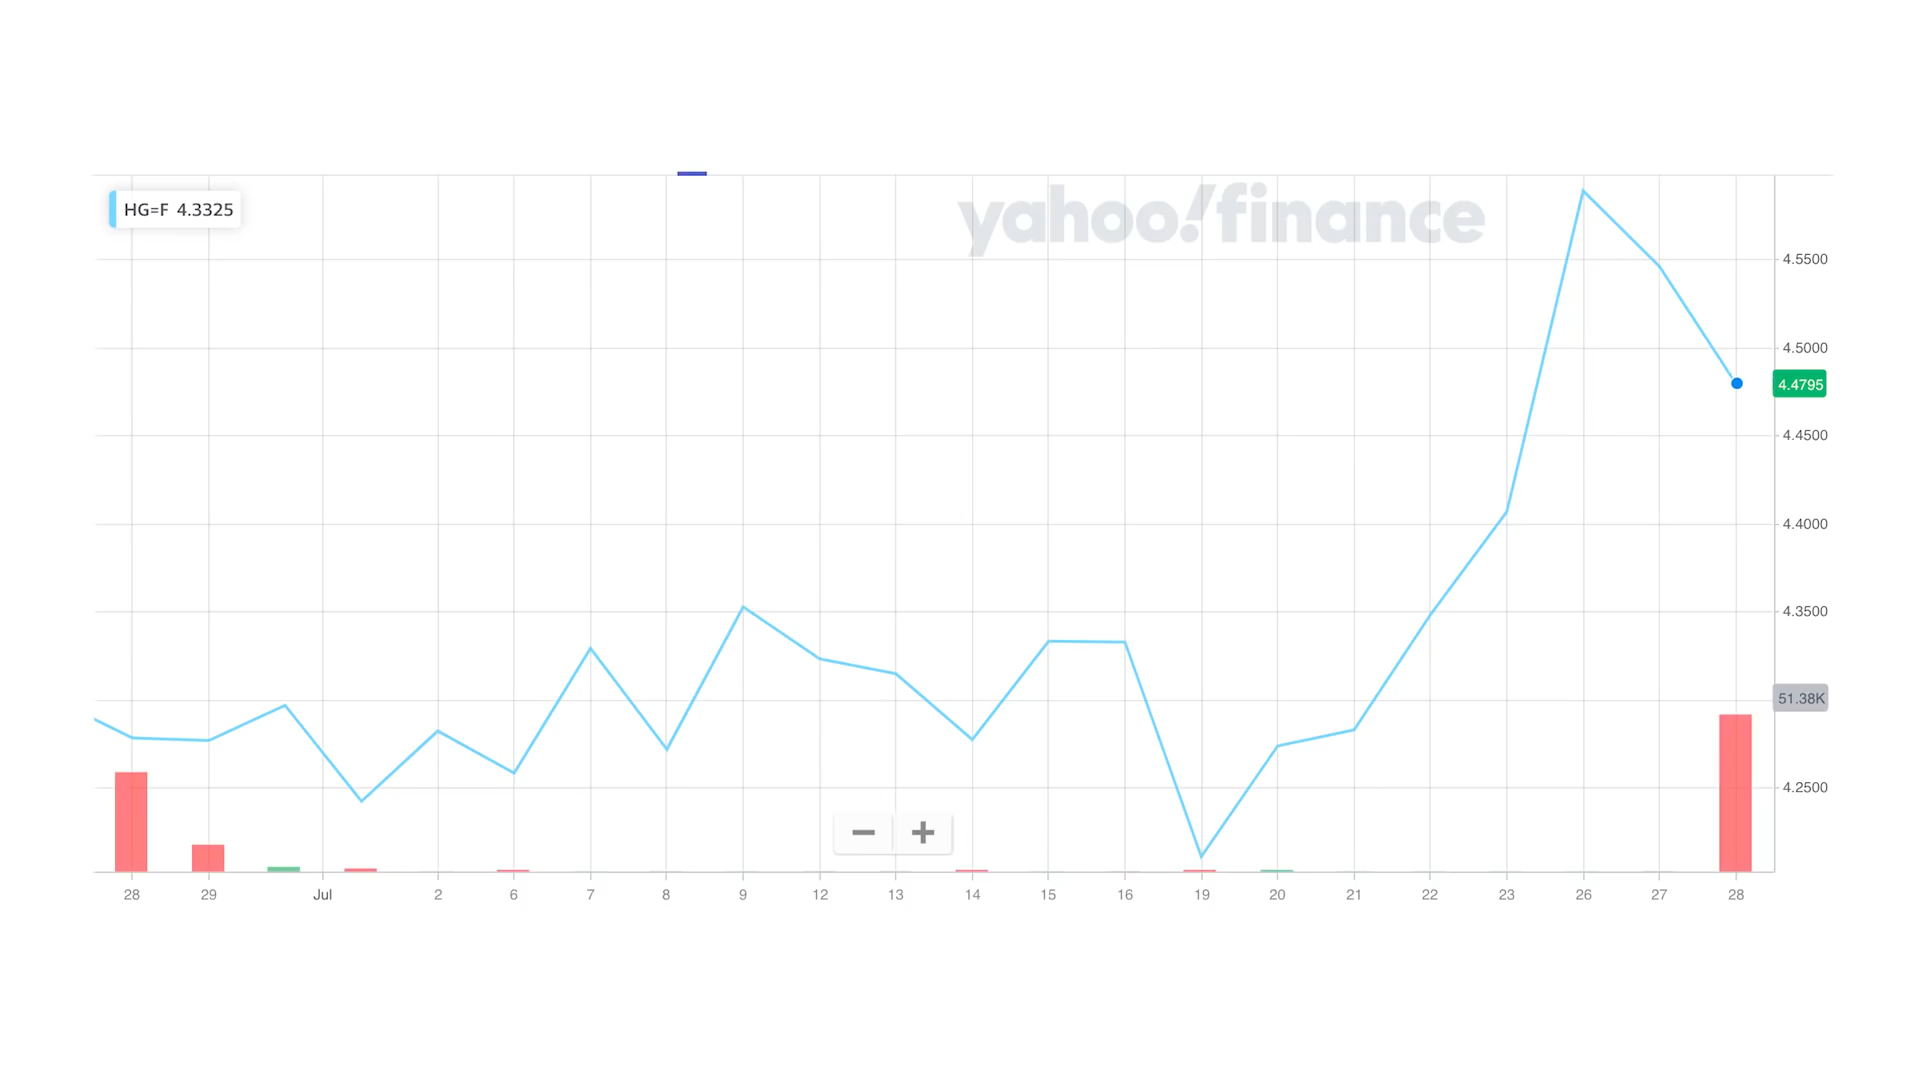 yahoo!finance
HG=F 4.3325
4.5500
4.5000
4.4795
4.4500
4.4000
4.3500
51.38K
4.2500
28 29 Jul 2 6 7 8 9 12 13 14 15 16 19 20 21 22 23 26 27 28